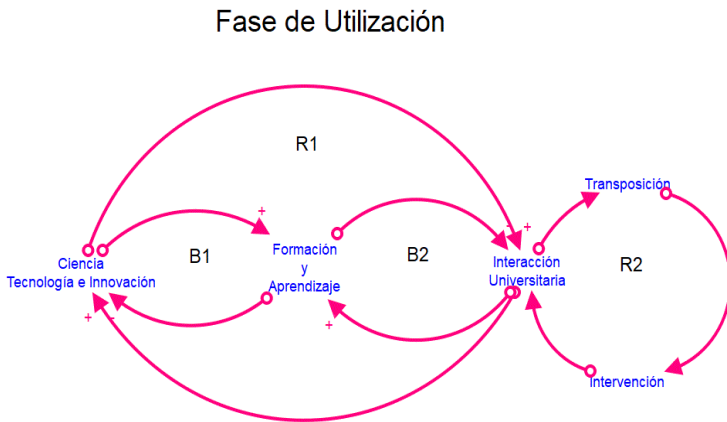 Fase de Utilización
R1
Transposición
+
- +
B1
Formación
y
Aprendizaje
B2
Interacción
Universitaria
R2
Ciencia
Tecnología e Innovación
+ -
+
Intervención